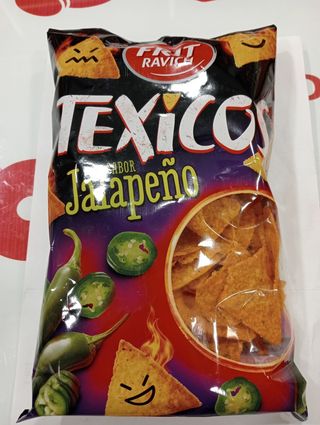 FRIT
RAVICH
TEXICOS
SABOR
Jalapeño